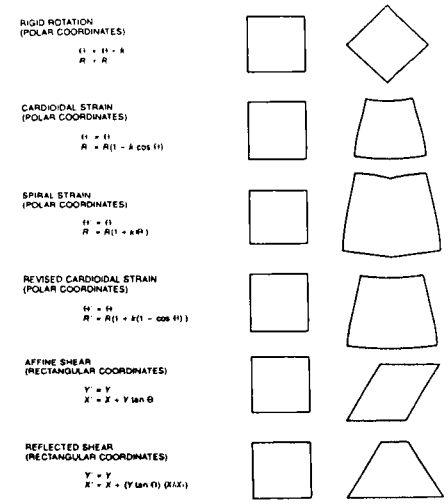 RIGID ROTATION
(POLAR COORDINATES)
R = R
CARDIOIDAL STRAIN
(POLAR COORDINATES)
θ' = θ
R' = R(1 - k cos θ)
SPIRAL STRAIN
(POLAR COORDINATES)
θ' = θ
R' = R(1 + k|θ|)
REVISED CARDIOIDAL STRAIN
(POLAR COORDINATES)
θ' = θ
R' = R(1 + k(1 - cos θ))
AFFINE SHEAR
(RECTANGULAR COORDINATES)
Y' = Y
X' = X + Y tan θ
REFLECTED SHEAR
(RECTANGULAR COORDINATES)
Y' = Y
X' = X + (Y tan θ)